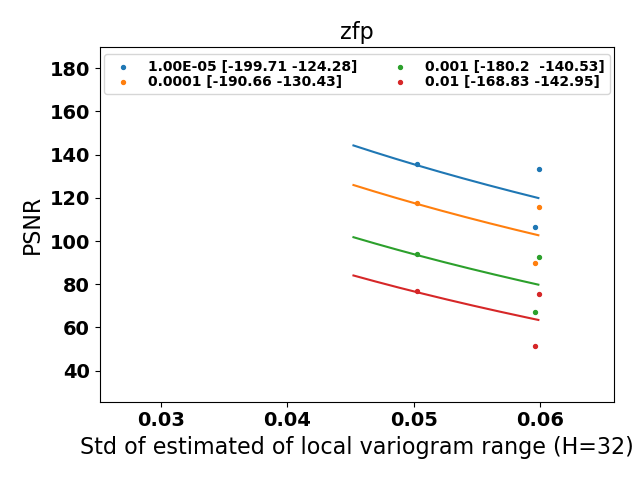 zfp
1.00E-05 [-199.71 -124.28]
0.0001 [-190.66 -130.43]
0.001 [-180.2  -140.53]
0.01 [-168.83 -142.95]
PSNR
180
160
140
120
100
80
60
40
0.03 0.04 0.05 0.06
Std of estimated of local variogram range (H=32)